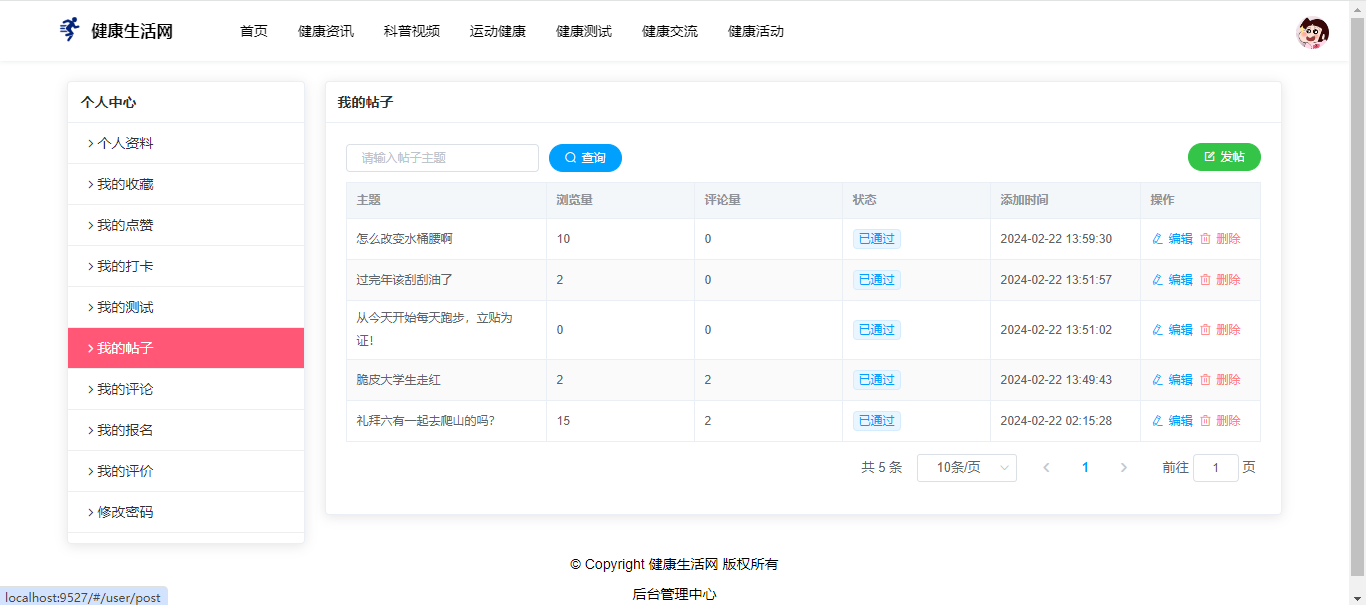 健康生活网 首页 健康资讯 科普视频 运动健康 健康测试 健康交流 健康活动
个人中心
个人资料
我的收藏
我的点赞
我的打卡
我的测试
我的帖子
我的评论
我的报名
我的评价
修改密码
我的帖子
请输入帖子主题 查询 发帖
主题 浏览量 评论量 状态 添加时间 操作
怎么改变水桶腰啊 10 0 已通过 2024-02-22 13:59:30 编辑 删除
过完年该刮刮油了 2 0 已通过 2024-02-22 13:51:57 编辑 删除
从今天开始每天跑步，立贴为
证！ 0 0 已通过 2024-02-22 13:51:02 编辑 删除
脆皮大学生走红 2 2 已通过 2024-02-22 13:49:43 编辑 删除
礼拜六有一起去爬山的吗？ 15 2 已通过 2024-02-22 02:15:28 编辑 删除
共 5 条 10条/页 1 前往 1 页
© Copyright 健康生活网 版权所有
后台管理中心
localhost:9527/#/user/post